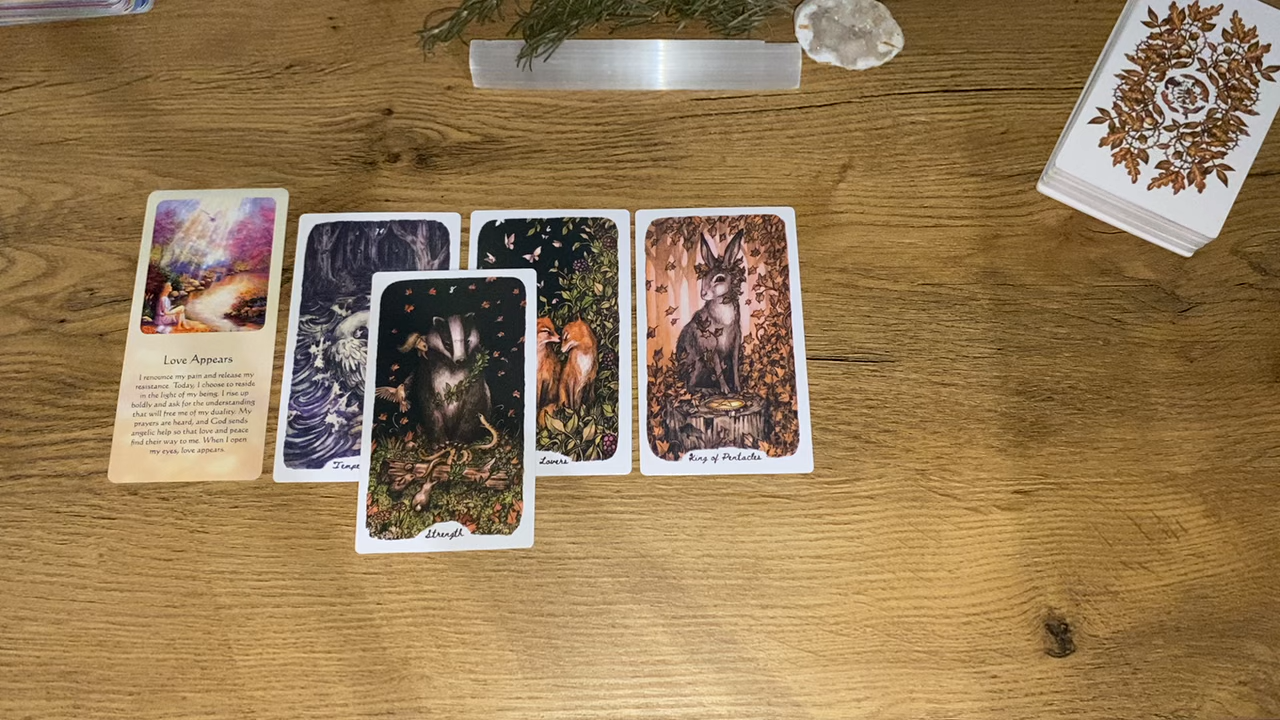 Love Appears
I renounce my pain and release my
resistance. Today, I choose to reside
in the light of my being. I rise up
boldly and ask for the understanding
that will free me of my duality. My
prayers are heard, and God sends
angelic help so that love and peace
find their way to me. When I open
my eyes, love appears.
14
Tempe
8
Strength
Lovers
King of Pentacles